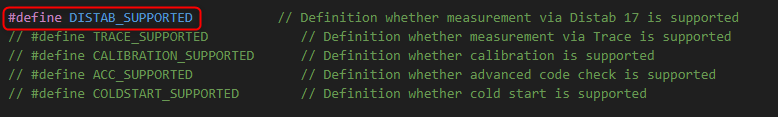 #define DISTAB_SUPPORTED // Definition whether measurement via Distab 17 is supported
// #define TRACE_SUPPORTED // Definition whether measurement via Trace is supported
// #define CALIBRATION_SUPPORTED // Definition whether calibration is supported
// #define ACC_SUPPORTED // Definition whether advanced code check is supported
// #define COLDSTART_SUPPORTED // Definition whether cold start is supported